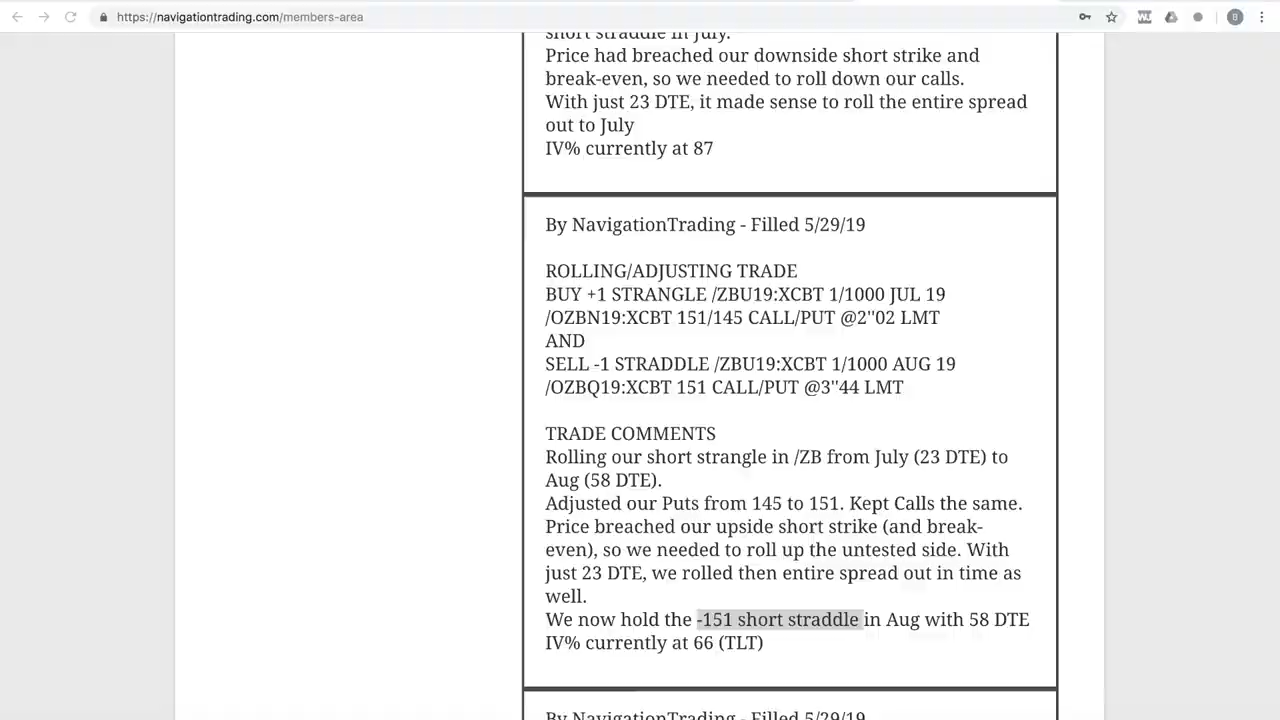 https://navigationtrading.com/members-area
short straddle in July.
Price had breached our downside short strike and
break-even, so we needed to roll down our calls.
With just 23 DTE, it made sense to roll the entire spread
out to July
IV% currently at 87
By NavigationTrading - Filled 5/29/19
ROLLING/ADJUSTING TRADE
BUY +1 STRANGLE /ZBU19:XCBT 1/1000 JUL 19
/OZBN19:XCBT 151/145 CALL/PUT @2''02 LMT
AND
SELL -1 STRADDLE /ZBU19:XCBT 1/1000 AUG 19
/OZBQ19:XCBT 151 CALL/PUT @3''44 LMT
TRADE COMMENTS
Rolling our short strangle in /ZB from July (23 DTE) to
Aug (58 DTE).
Adjusted our Puts from 145 to 151. Kept Calls the same.
Price breached our upside short strike (and break-
even), so we needed to roll up the untested side. With
just 23 DTE, we rolled then entire spread out in time as
well.
We now hold the -151 short straddle in Aug with 58 DTE
IV% currently at 66 (TLT)
By NavigationTrading - Filled 5/29/19